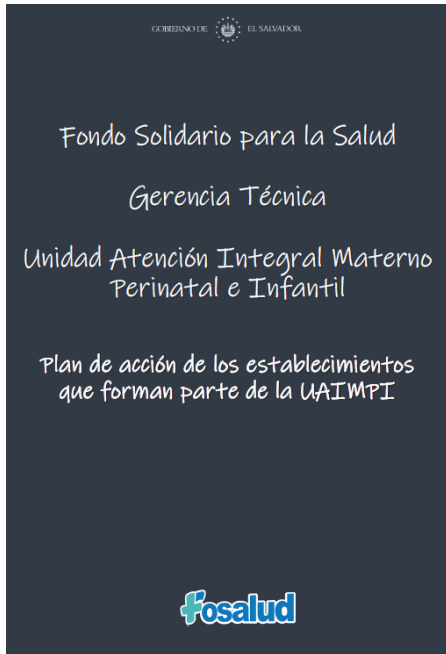 GOBIERNO DE EL SALVADOR
Fondo Solidario para la Salud
Gerencia Técnica
Unidad Atención Integral Materno
Perinatal e Infantil
Plan de acción de los establecimientos
que forman parte de la UAIMPI
fosalud